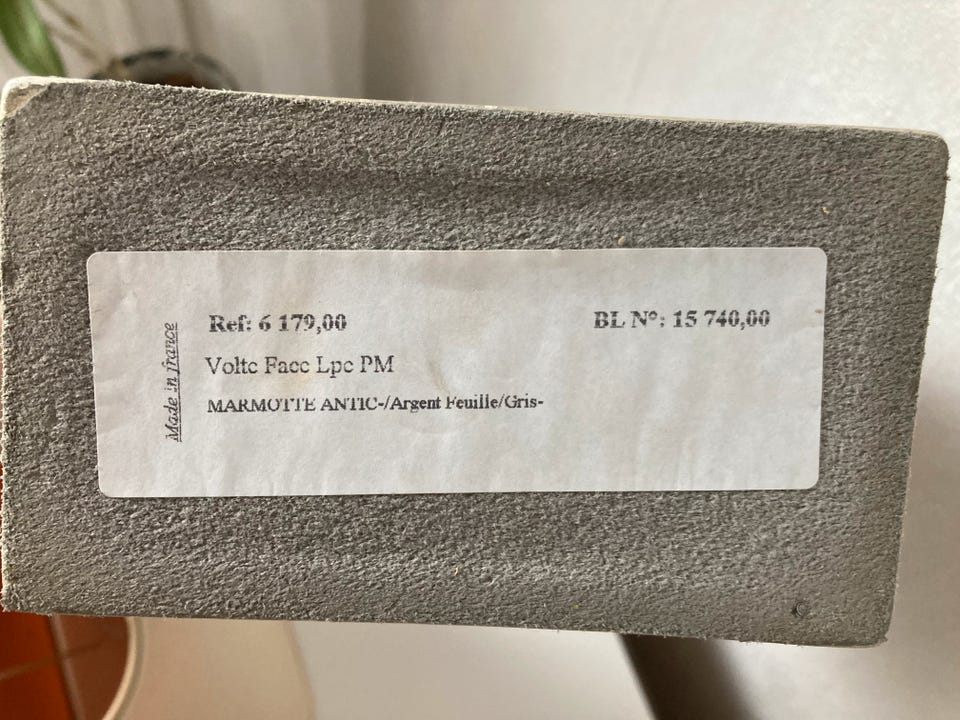 Made in france
Ref: 6 179,00
BL N°: 15 740,00
Volte Face Lpe PM
MARMOTTE ANTIC-/Argent Feuille/Gris-